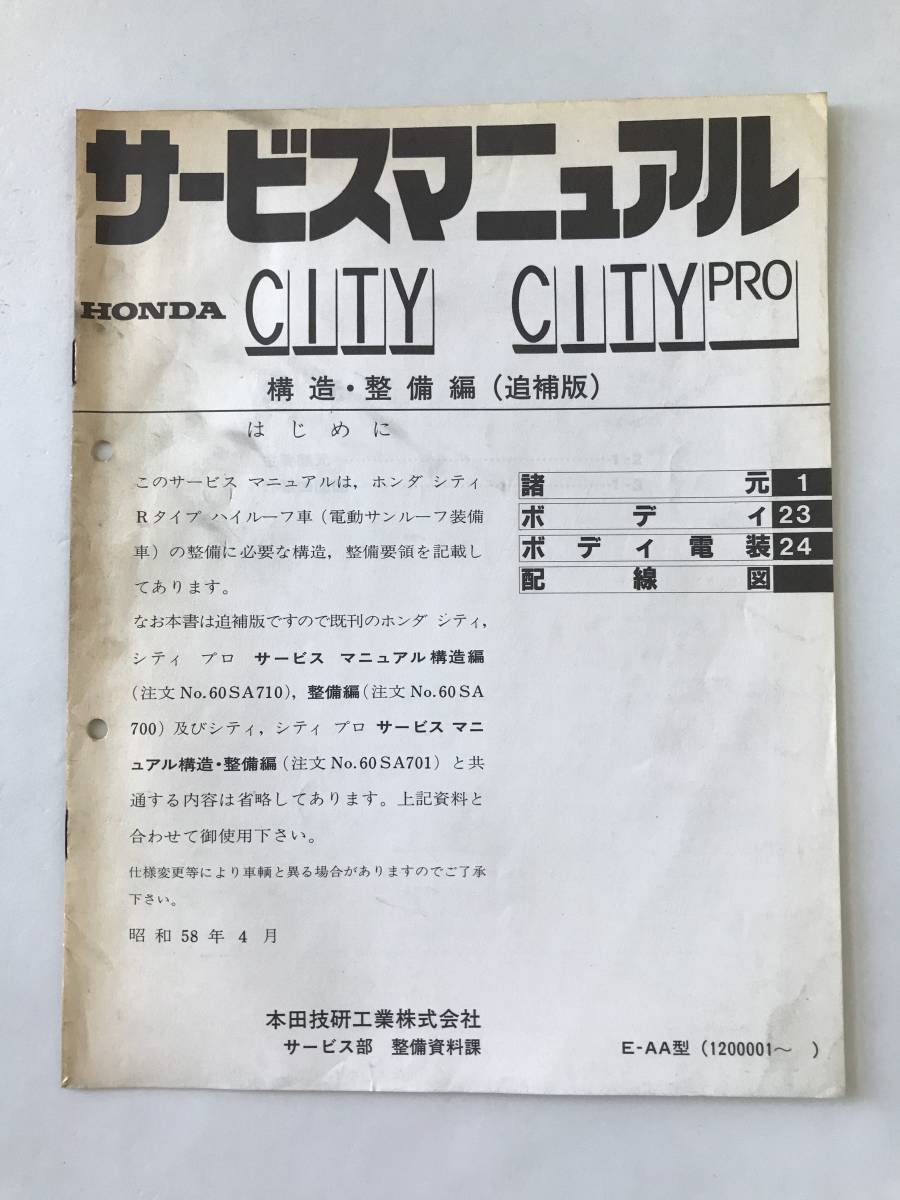 サービスマニュアル
HONDA CITY CITY PRO
構造・整備編(追補版)
はじめに
このサービス マニュアルは,ホンダ シティ
Rタイプ ハイルーフ車(電動サンルーフ装備
車)の整備に必要な構造,整備要領を記載し
てあります。
なお本書は追補版ですので既刊のホンダ シティ,
シティ プロ サービス マニュアル構造編
(注文No.60SA710),整備編(注文No.60SA
700)及びシティ,シティ プロ サービス マニ
ュアル構造・整備編(注文No.60SA701)と共
通する内容は省略してあります。上記資料と
合わせて御使用下さい。
仕様変更等により車輌と異る場合がありますのでご了承
下さい。
昭和58年4月
諸元 1
ボディ 23
ボディ電装 24
配線図
本田技研工業株式会社
サービス部 整備資料課
E-AA型(1200001~ )